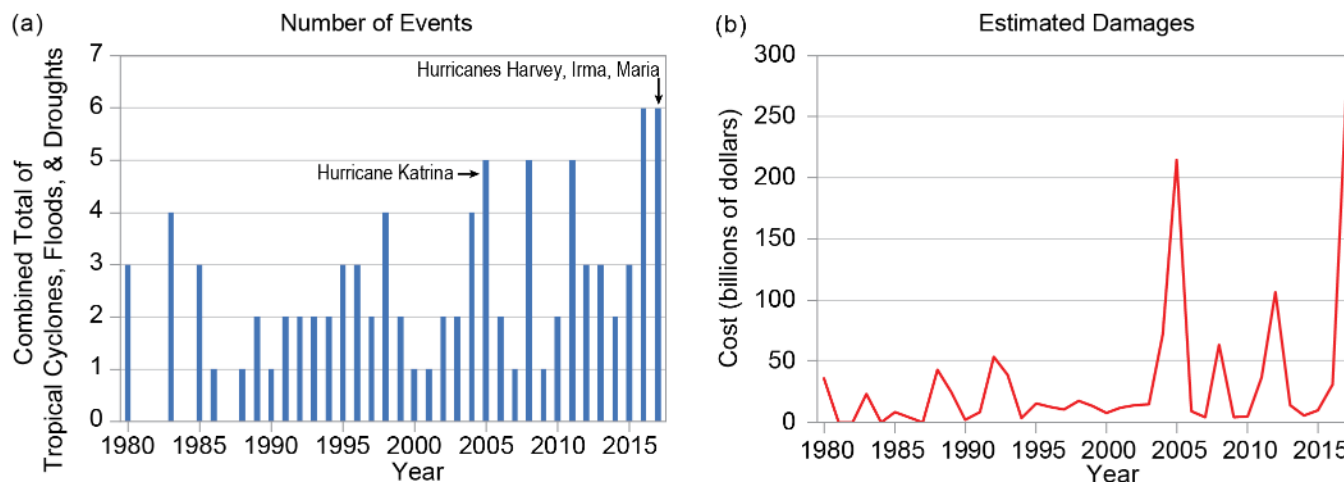 (a)
Number of Events
Combined Total of
Tropical Cyclones, Floods, & Droughts
7
6
5
4
3
2
1
0
Hurricanes Harvey, Irma, Maria
Hurricane Katrina
1980 1985 1990 1995 2000 2005 2010 2015
Year
(b)
Estimated Damages
Cost (billions of dollars)
300
250
200
150
100
50
0
1980 1985 1990 1995 2000 2005 2010 2015
Year